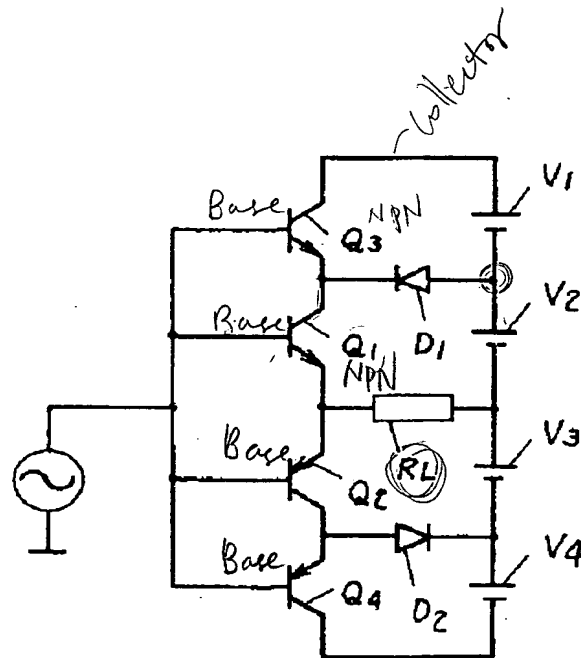 collector
V1
Base
NPN
Q3
V2
Base
Q1
D1
NPN
V3
RL
Base
Q2
V4
Base
Q4
D2